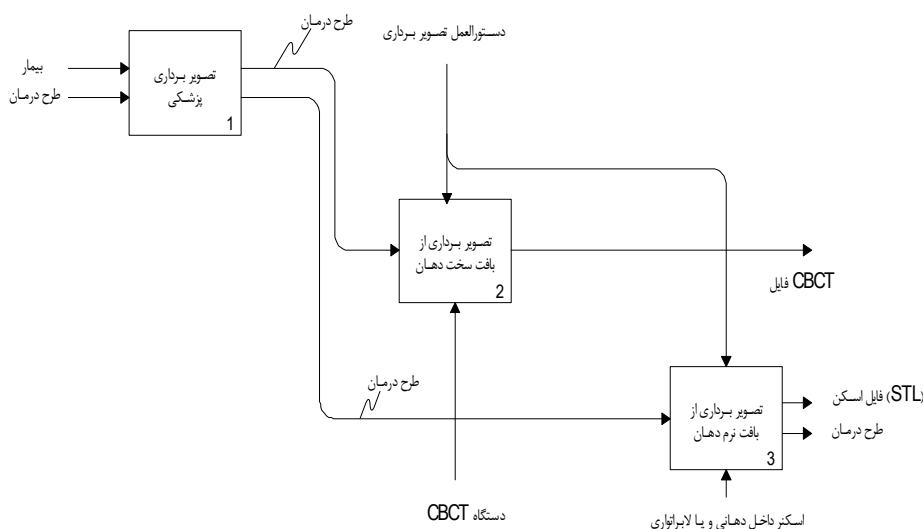 طرح درمان
دستورالعمل تصویر برداری
بیمار
طرح درمان
تصویر برداری
پزشکی
1
تصویر برداری از
بافت سخت دهان
2
فایل CBCT
طرح درمان
تصویر برداری از
بافت نرم دهان
3
فایل اسکن (STL)
طرح درمان
دستگاه CBCT
اسکنر داخل دهانی و یا لابراتواری